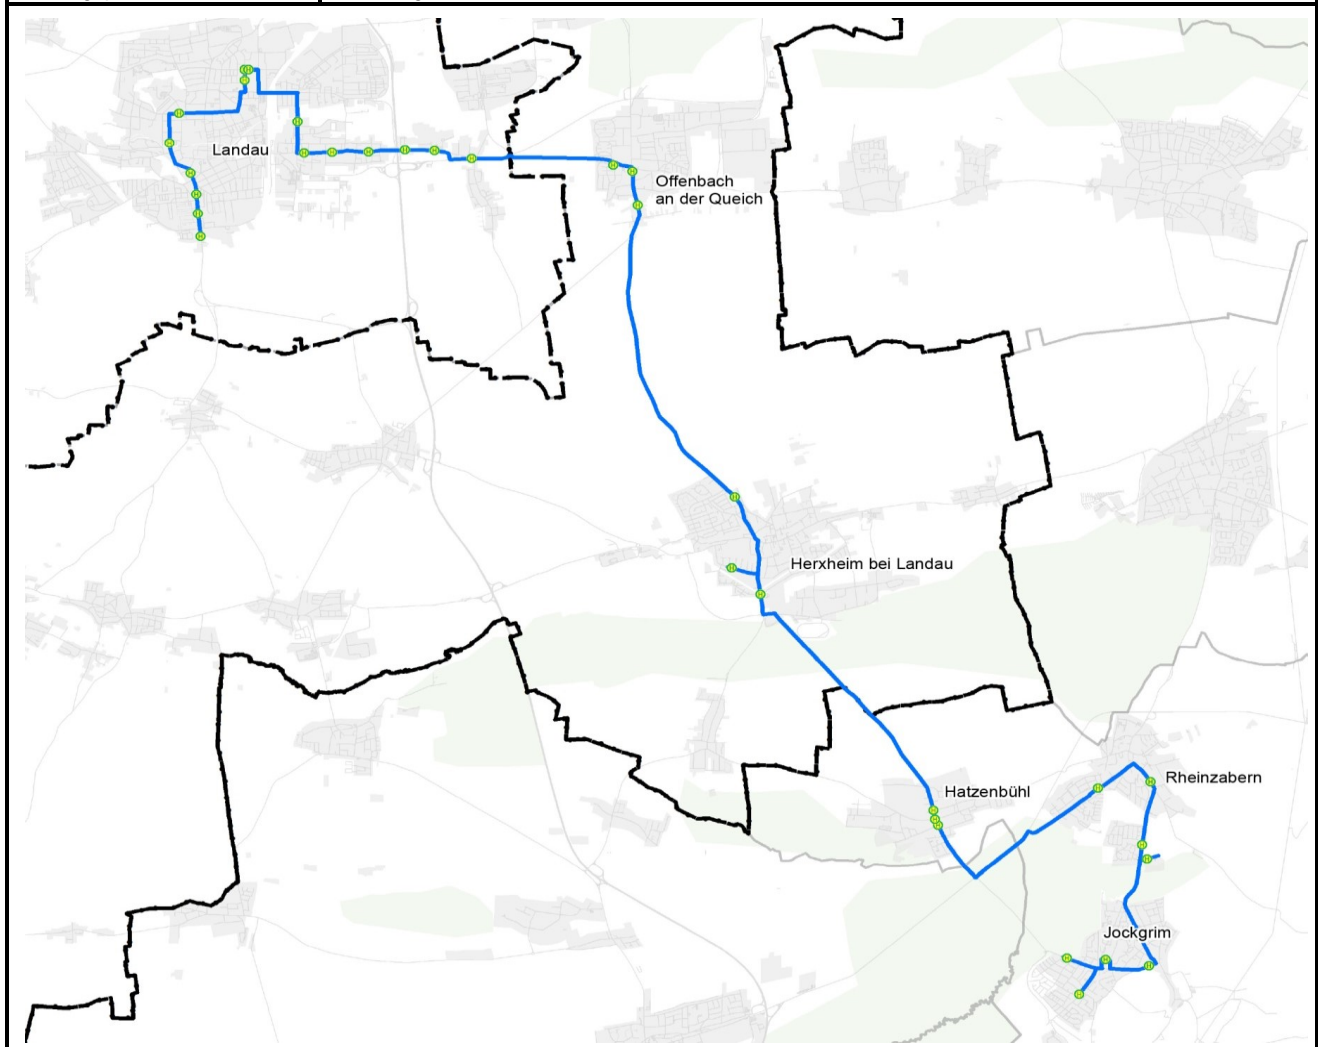 Landau
Offenbach
an der Queich
Herxheim bei Landau
Rheinzabern
Hatzenbühl
Jockgrim